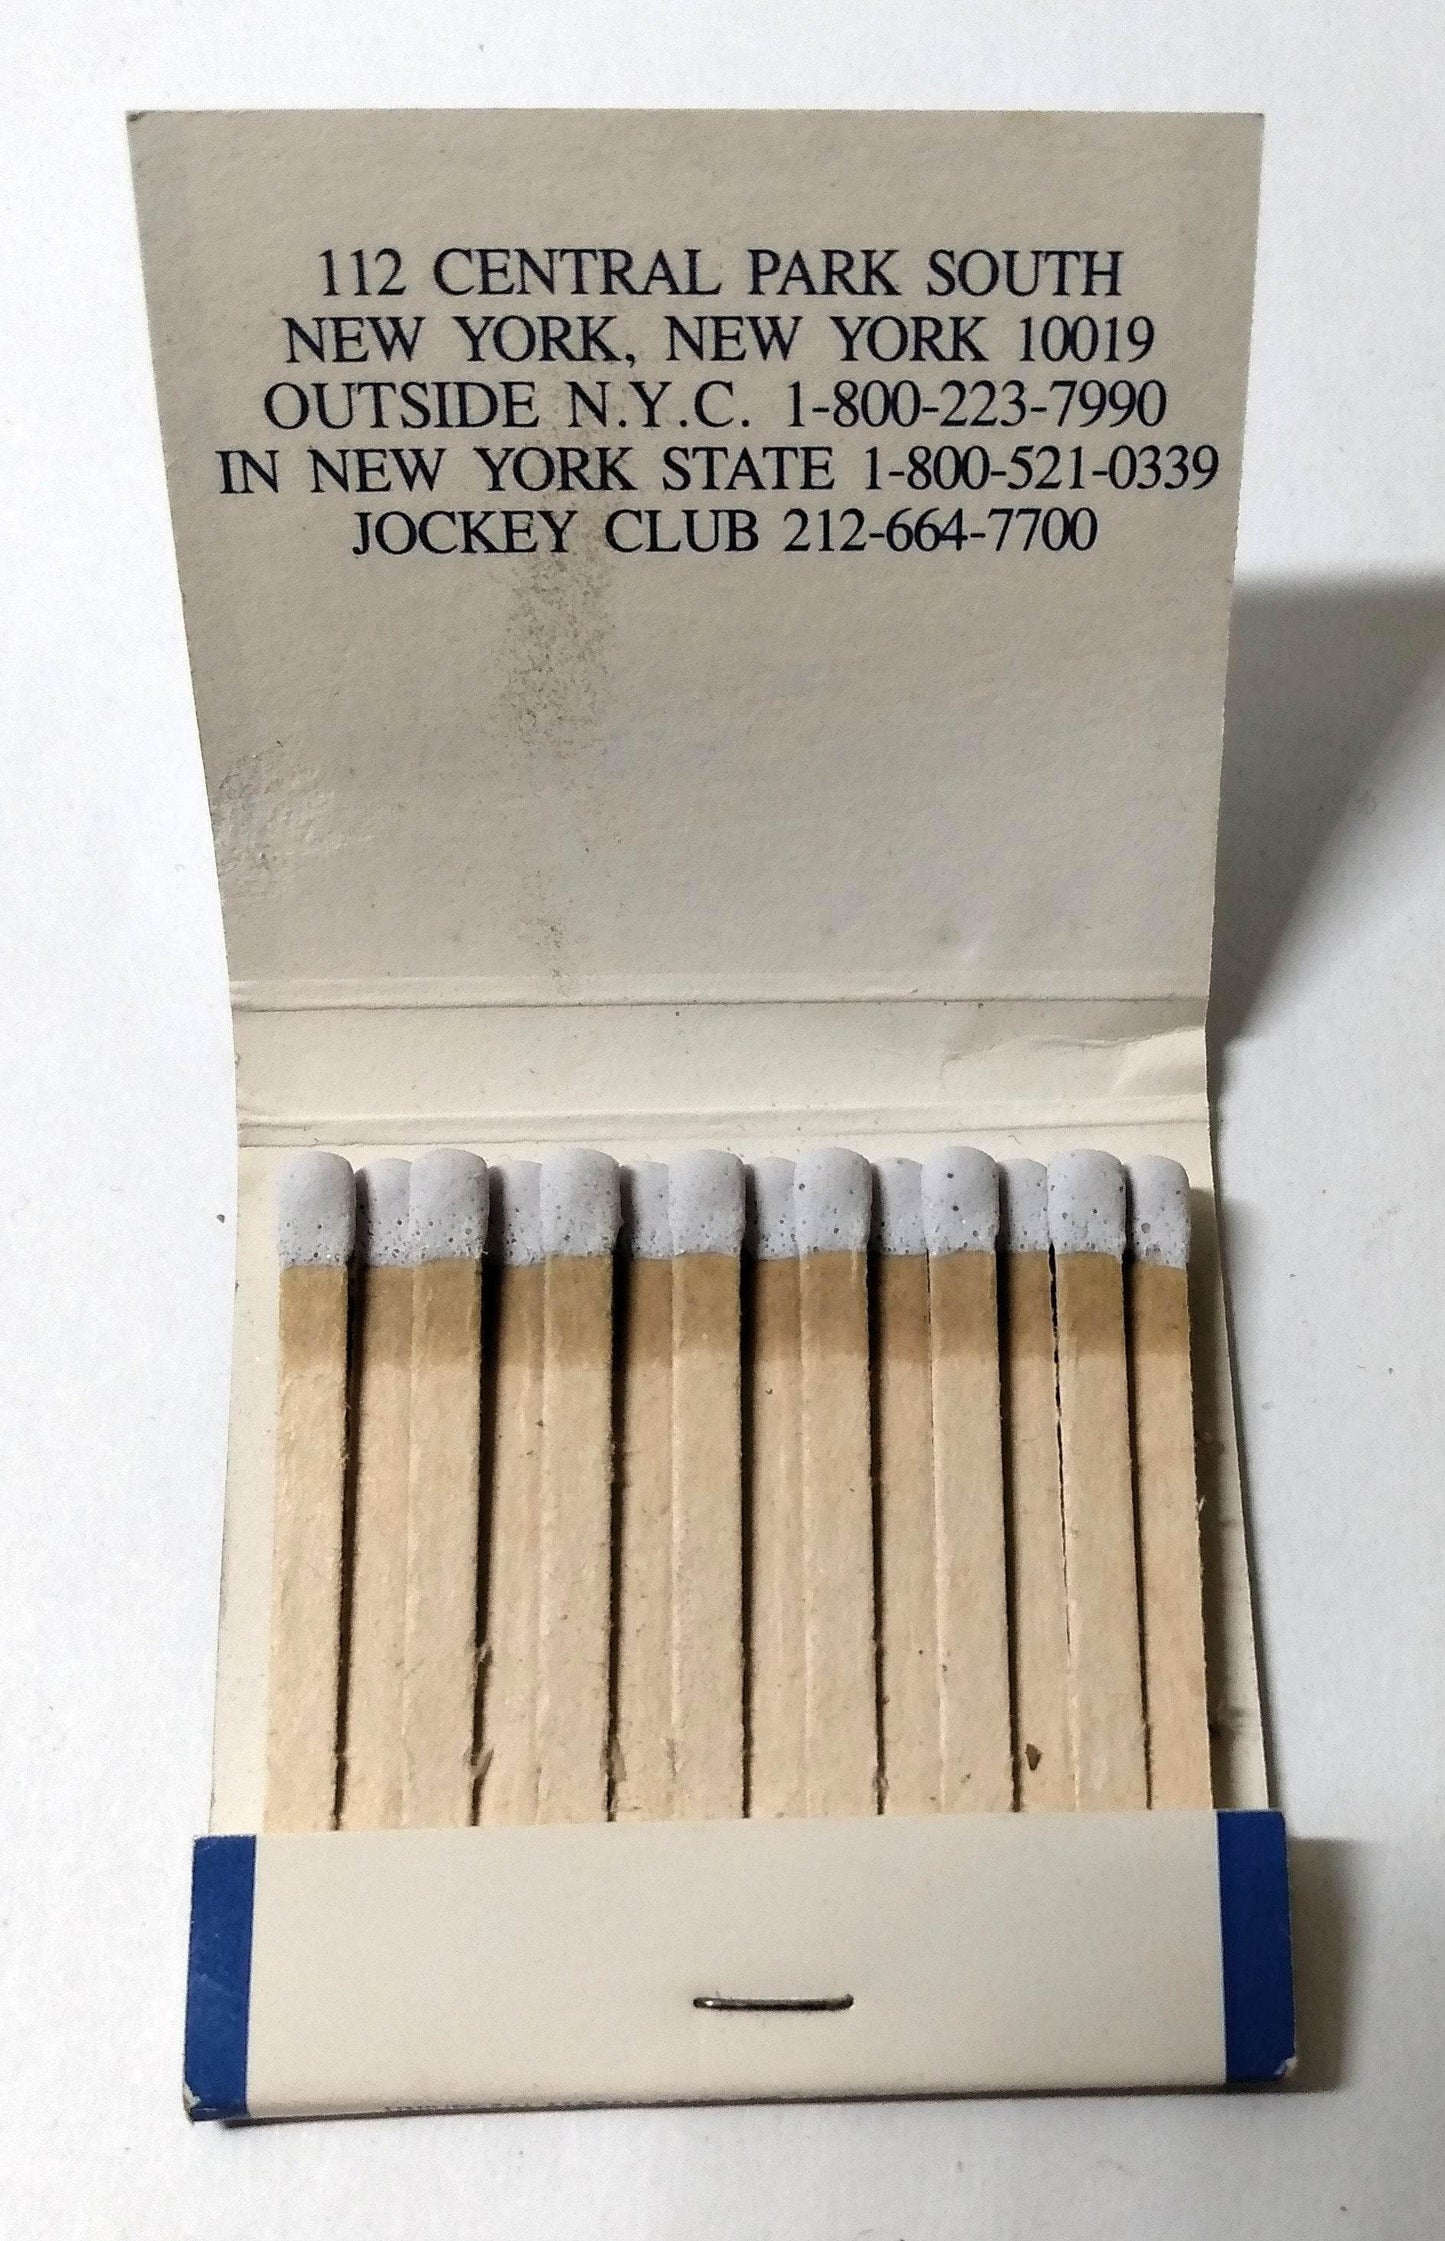 112 CENTRAL PARK SOUTH
NEW YORK, NEW YORK 10019
OUTSIDE N.Y.C. 1-800-223-7990
IN NEW YORK STATE 1-800-521-0339
JOCKEY CLUB 212-664-7700